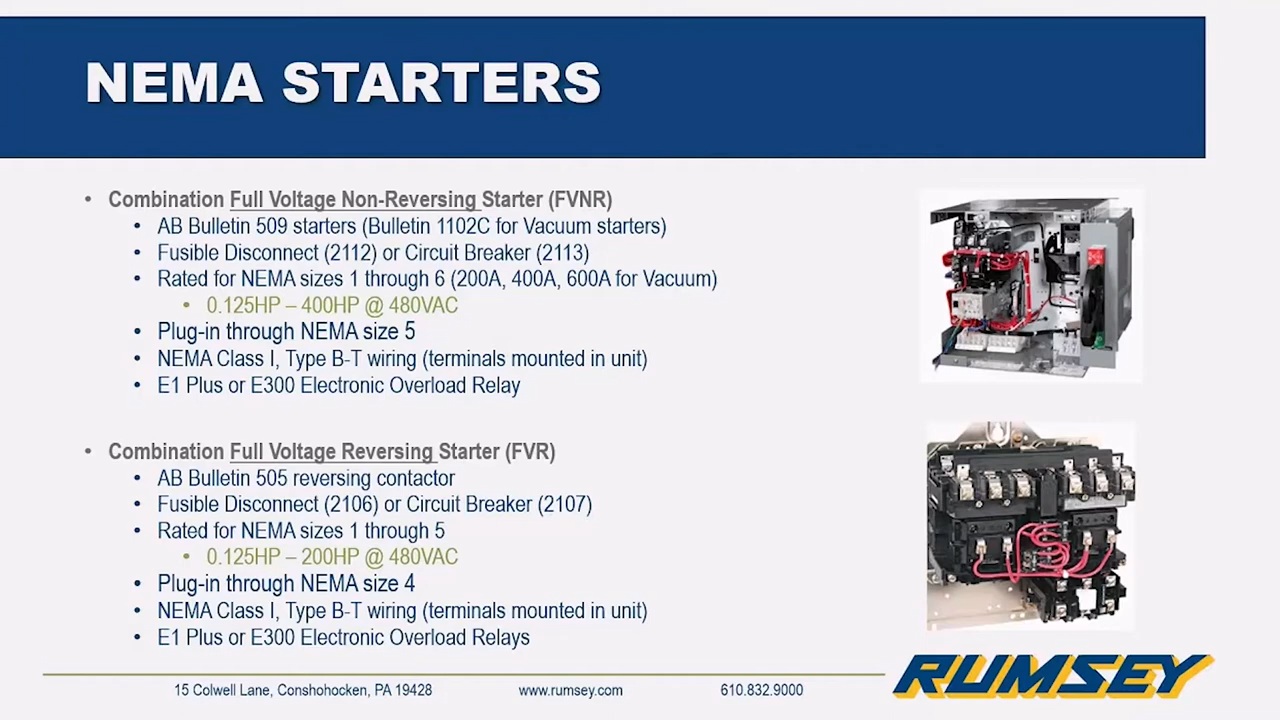 NEMA STARTERS
• Combination Full Voltage Non-Reversing Starter (FVNR)
• AB Bulletin 509 starters (Bulletin 1102C for Vacuum starters)
• Fusible Disconnect (2112) or Circuit Breaker (2113)
• Rated for NEMA sizes 1 through 6 (200A, 400A, 600A for Vacuum)
• 0.125HP – 400HP @ 480VAC
• Plug-in through NEMA size 5
• NEMA Class I, Type B-T wiring (terminals mounted in unit)
• E1 Plus or E300 Electronic Overload Relay
• Combination Full Voltage Reversing Starter (FVR)
• AB Bulletin 505 reversing contactor
• Fusible Disconnect (2106) or Circuit Breaker (2107)
• Rated for NEMA sizes 1 through 5
• 0.125HP – 200HP @ 480VAC
• Plug-in through NEMA size 4
• NEMA Class I, Type B-T wiring (terminals mounted in unit)
• E1 Plus or E300 Electronic Overload Relays
15 Colwell Lane, Conshohocken, PA 19428 www.rumsey.com 610.832.9000
RUMSEY